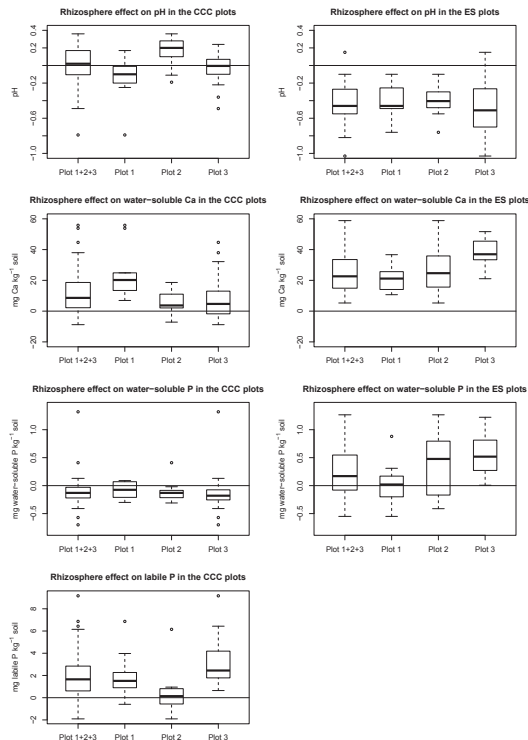 Rhizosphere effect on pH in the CCC plots
pH
0.4
0.2
−0.2
−0.6
−1.0
Plot 1+2+3 Plot 1 Plot 2 Plot 3
Rhizosphere effect on pH in the ES plots
pH
0.4
0.2
−0.2
−0.6
−1.0
Plot 1+2+3 Plot 1 Plot 2 Plot 3
Rhizosphere effect on water−soluble Ca in the CCC plots
mg Ca kg⁻¹ soil
60
40
20
0
−20
Plot 1+2+3 Plot 1 Plot 2 Plot 3
Rhizosphere effect on water−soluble Ca in the ES plots
mg Ca kg⁻¹ soil
60
40
20
0
−20
Plot 1+2+3 Plot 1 Plot 2 Plot 3
Rhizosphere effect on water−soluble P in the CCC plots
mg water−soluble P kg⁻¹ soil
1.0
0.5
0.0
−0.5
Plot 1+2+3 Plot 1 Plot 2 Plot 3
Rhizosphere effect on water−soluble P in the ES plots
mg water−soluble P kg⁻¹ soil
1.0
0.5
0.0
−0.5
Plot 1+2+3 Plot 1 Plot 2 Plot 3
Rhizosphere effect on labile P in the CCC plots
mg labile P kg⁻¹ soil
8
6
4
2
0
−2
Plot 1+2+3 Plot 1 Plot 2 Plot 3